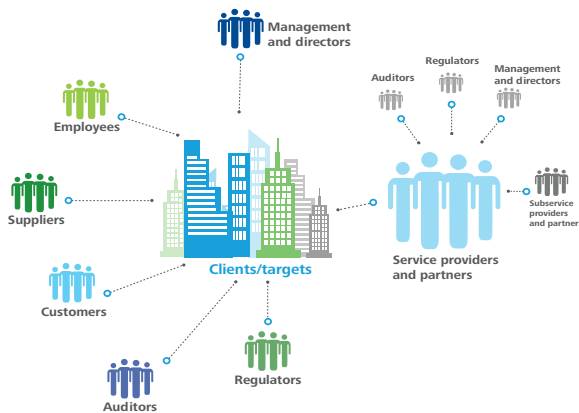 Management
and directors
Regulators
Auditors
Management
and directors
Employees
Subservice
providers
and partner
Suppliers
Service providers
and partners
Clients/targets
Customers
Regulators
Auditors